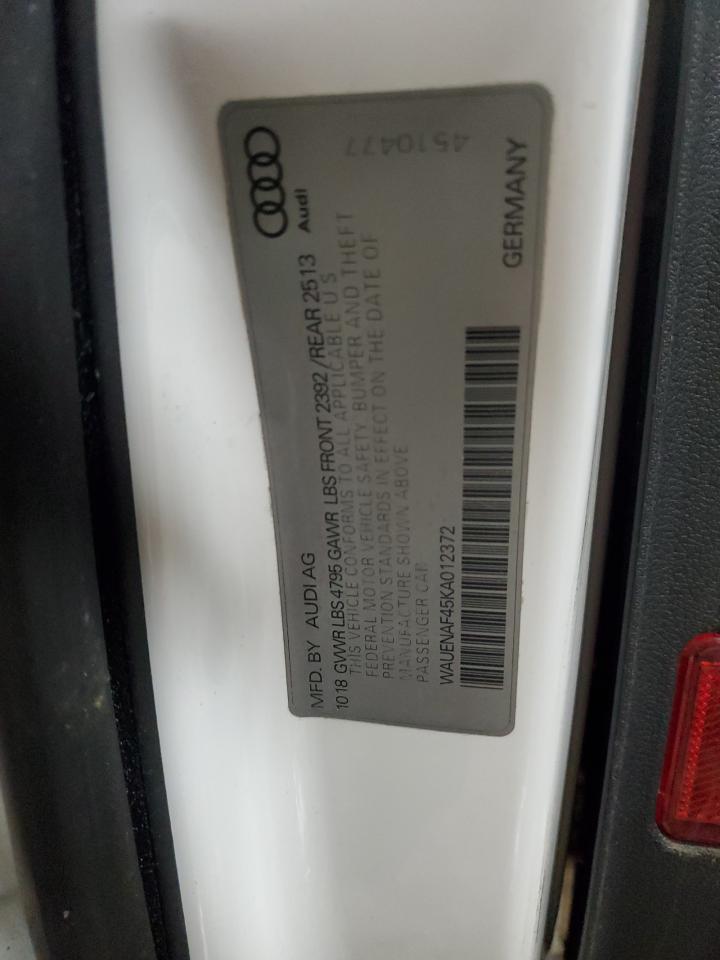 Audi
4510477
MFD. BY AUDI AG
1018 GVWR LBS 4795 GAWR LBS FRONT 2392 /REAR 2513
THIS VEHICLE CONFORMS TO ALL APPLICABLE U S
FEDERAL MOTOR VEHICLE SAFETY, BUMPER AND THEFT
PREVENTION STANDARDS IN EFFECT ON THE DATE OF
MANUFACTURE SHOWN ABOVE
PASSENGER CAR
WAUENAF45KA012372
GERMANY